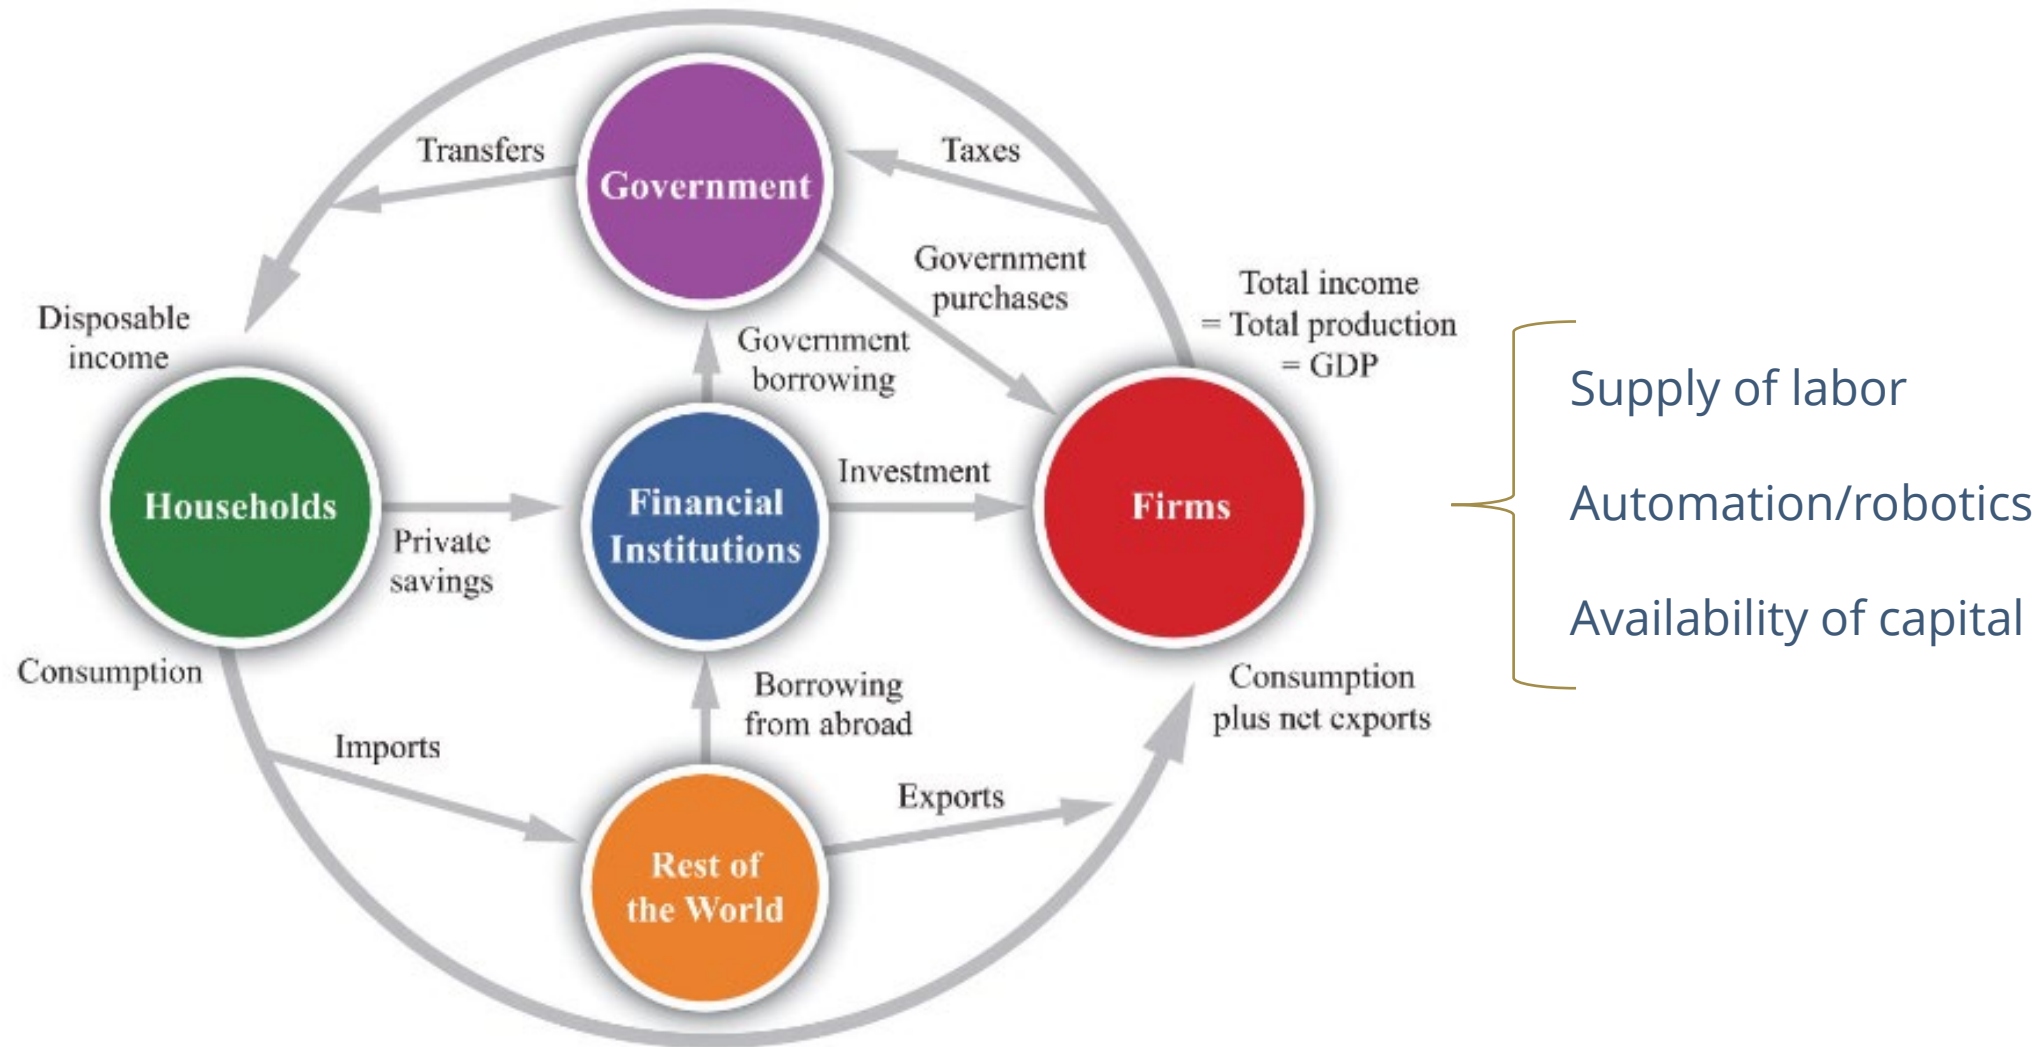 Transfers
Government
Taxes
Government
purchases
Total income
= Total production
= GDP
Disposable
income
Government
borrowing
Supply of labor
Households
Private
savings
Financial
Institutions
Investment
Firms
Automation/robotics
Availability of capital
Consumption
Imports
Borrowing
from abroad
Consumption
plus net exports
Exports
Rest of
the World